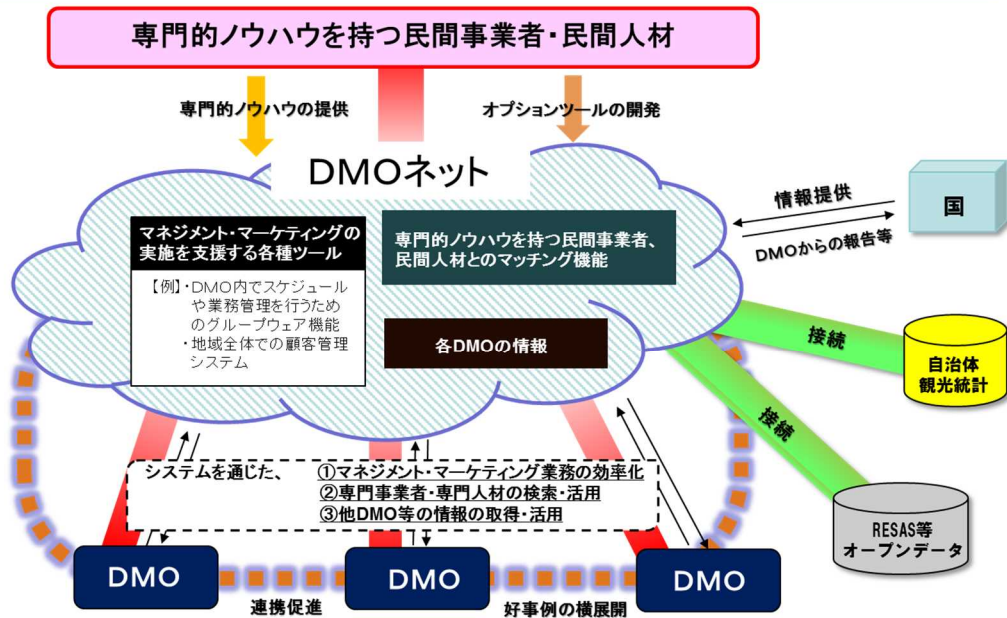 専門的ノウハウを持つ民間事業者・民間人材
専門的ノウハウの提供
オプションツールの開発
DMOネット
マネジメント・マーケティングの
実施を支援する各種ツール
【例】・DMO内でスケジュール
や業務管理を行うため
のグループウェア機能
・地域全体での顧客管理
システム
専門的ノウハウを持つ民間事業者、
民間人材とのマッチング機能
各DMOの情報
情報提供
DMOからの報告等
国
接続
自治体
観光統計
接続
RESAS等
オープンデータ
システムを通じた、 ①マネジメント・マーケティング業務の効率化
②専門事業者・専門人材の検索・活用
③他DMO等の情報の取得・活用
DMO
DMO
DMO
連携促進
好事例の横展開